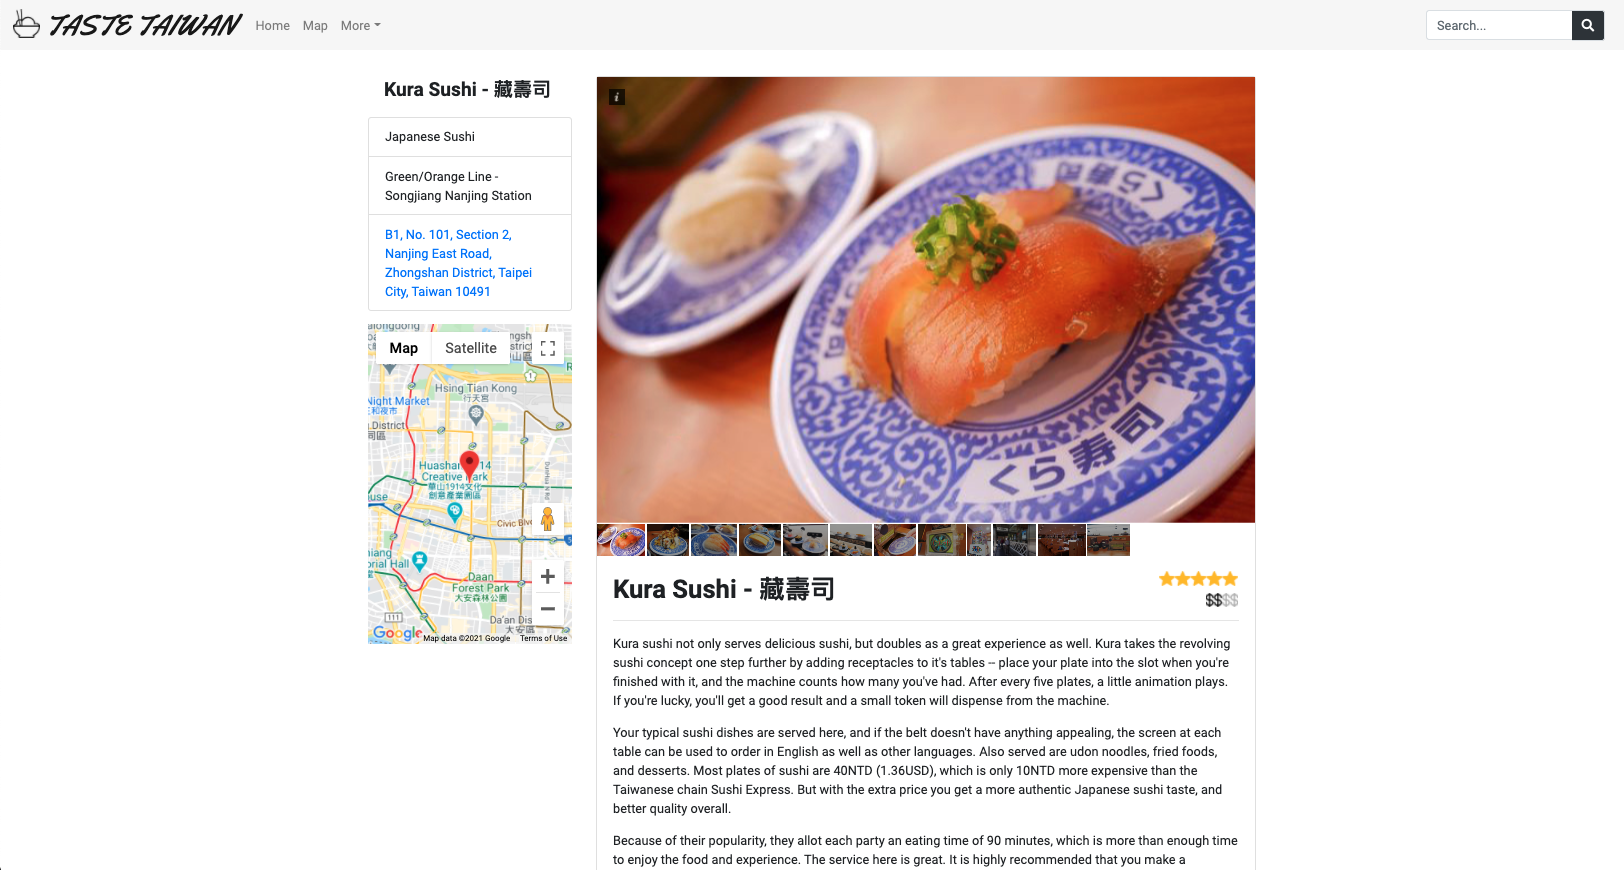 TASTE TAIWAN
Home
Map
More
Search...
Kura Sushi - 藏壽司
Japanese Sushi
Green/Orange Line -
Songjiang Nanjing Station
B1, No. 101, Section 2,
Nanjing East Road,
Zhongshan District, Taipei
City, Taiwan 10491
Map
Satellite
1
Hsing Tian Kong
行天宮
Night Market
District
Huashan 1914
Creative Park
華山1914文化
創意產業園區
Civic Blv
5
Daan
Forest Park
大安森林公園
111
Da'an Dis
大安區
Google
Map data ©2021 Google
Terms of Use
i
くら寿司
くら寿司
Kura Sushi - 藏壽司
$$$$
Kura sushi not only serves delicious sushi, but doubles as a great experience as well. Kura takes the revolving
sushi concept one step further by adding receptacles to it's tables -- place your plate into the slot when you're
finished with it, and the machine counts how many you've had. After every five plates, a little animation plays.
If you're lucky, you'll get a good result and a small token will dispense from the machine.
Your typical sushi dishes are served here, and if the belt doesn't have anything appealing, the screen at each
table can be used to order in English as well as other languages. Also served are udon noodles, fried foods,
and desserts. Most plates of sushi are 40NTD (1.36USD), which is only 10NTD more expensive than the
Taiwanese chain Sushi Express. But with the extra price you get a more authentic Japanese sushi taste, and
better quality overall.
Because of their popularity, they allot each party an eating time of 90 minutes, which is more than enough time
to enjoy the food and experience. The service here is great. It is highly recommended that you make a